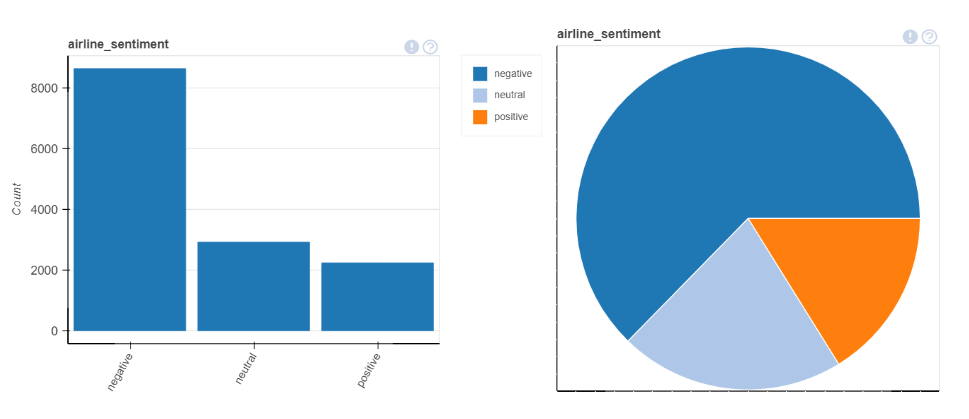 airline_sentiment
8000
6000
4000
2000
0
Count
negative
neutral
positive
negative
neutral
positive
airline_sentiment